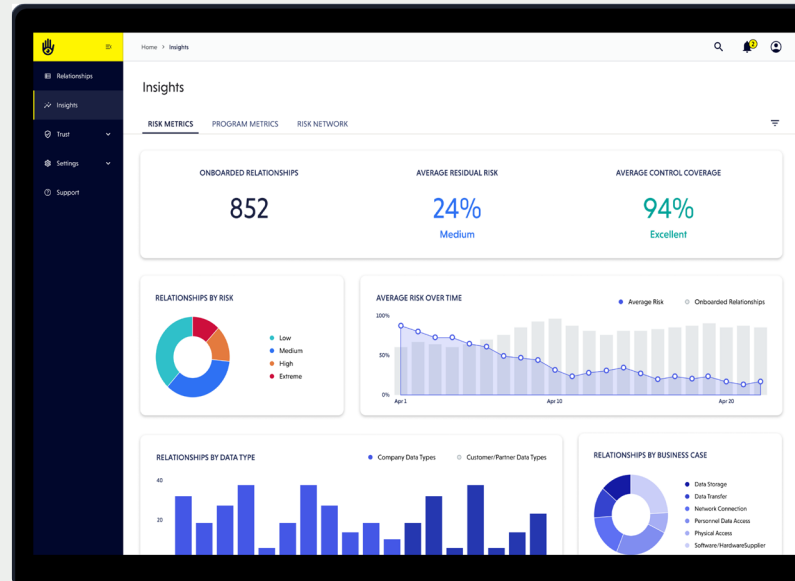 Home > Insights
2
Relationships
Insights
Trust
Settings
Support
Insights
RISK METRICS PROGRAM METRICS RISK NETWORK
ONBOARDED RELATIONSHIPS
852
AVERAGE RESIDUAL RISK
24%
Medium
AVERAGE CONTROL COVERAGE
94%
Excellent
RELATIONSHIPS BY RISK
Low
Medium
High
Extreme
AVERAGE RISK OVER TIME
Average Risk Onboarded Relationships
100%
50%
0%
Apr 1 Apr 10 Apr 20
RELATIONSHIPS BY DATA TYPE
Company Data Types Customer/Partner Data Types
40
20
RELATIONSHIPS BY BUSINESS CASE
Data Storage
Data Transfer
Network Connection
Personnel Data Access
Physical Access
Software/HardwareSupplier